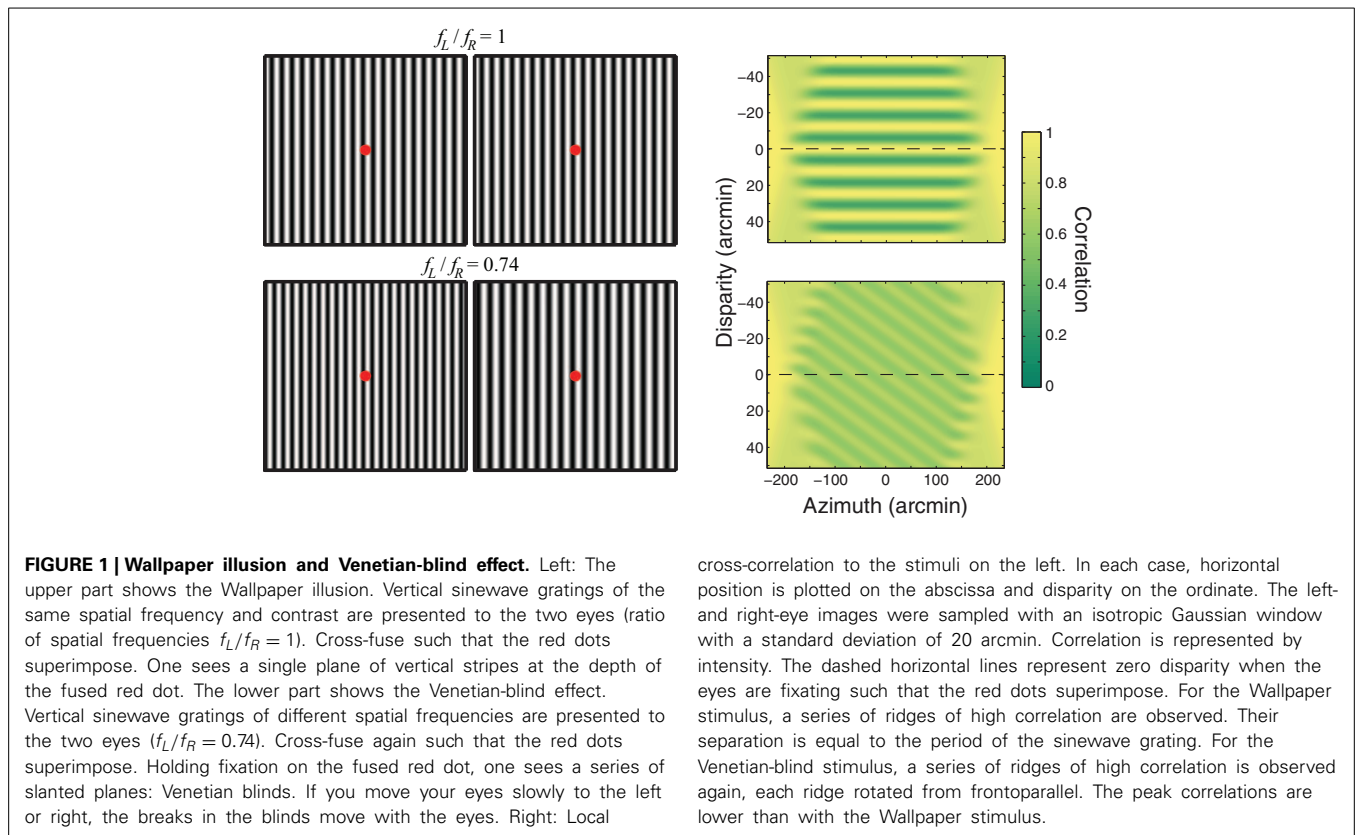 f_L / f_R = 1
f_L / f_R = 0.74
-40
-20
0
20
40
-40
-20
0
20
40
Disparity (arcmin)
-200 -100 0 100 200
Azimuth (arcmin)
1
0.8
0.6
0.4
0.2
0
Correlation
FIGURE 1 | Wallpaper illusion and Venetian-blind effect. Left: The
upper part shows the Wallpaper illusion. Vertical sinewave gratings of the
same spatial frequency and contrast are presented to the two eyes (ratio
of spatial frequencies f_L/f_R = 1). Cross-fuse such that the red dots
superimpose. One sees a single plane of vertical stripes at the depth of
the fused red dot. The lower part shows the Venetian-blind effect.
Vertical sinewave gratings of different spatial frequencies are presented to
the two eyes (f_L/f_R = 0.74). Cross-fuse again such that the red dots
superimpose. Holding fixation on the fused red dot, one sees a series of
slanted planes: Venetian blinds. If you move your eyes slowly to the left
or right, the breaks in the blinds move with the eyes. Right: Local
cross-correlation to the stimuli on the left. In each case, horizontal
position is plotted on the abscissa and disparity on the ordinate. The left-
and right-eye images were sampled with an isotropic Gaussian window
with a standard deviation of 20 arcmin. Correlation is represented by
intensity. The dashed horizontal lines represent zero disparity when the
eyes are fixating such that the red dots superimpose. For the Wallpaper
stimulus, a series of ridges of high correlation are observed. Their
separation is equal to the period of the sinewave grating. For the
Venetian-blind stimulus, a series of ridges of high correlation is observed
again, each ridge rotated from frontoparallel. The peak correlations are
lower than with the Wallpaper stimulus.